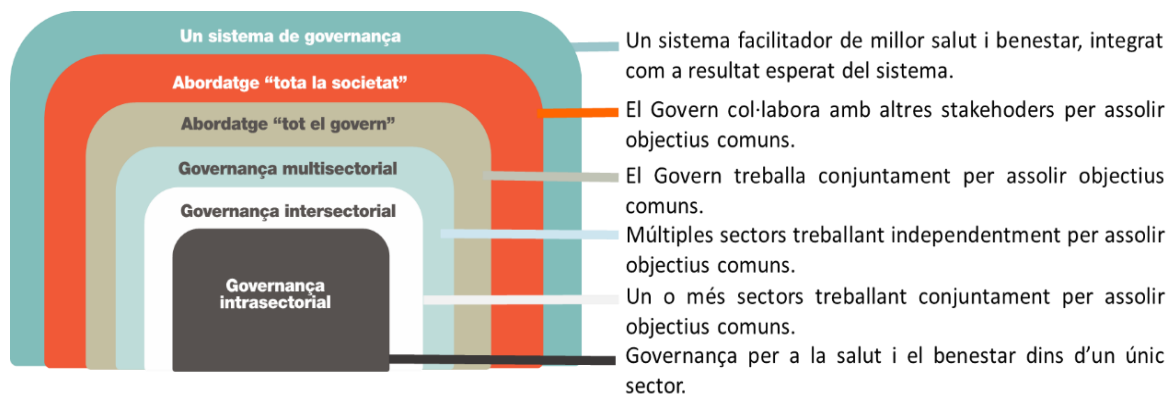 Un sistema de governança
Abordatge “tota la societat”
Abordatge “tot el govern”
Governança multisectorial
Governança intersectorial
Governança
intrasectorial
Un sistema facilitador de millor salut i benestar, integrat
com a resultat esperat del sistema.
El Govern col·labora amb altres stakehoders per assolir
objectius comuns.
El Govern treballa conjuntament per assolir objectius
comuns.
Múltiples sectors treballant independentment per assolir
objectius comuns.
Un o més sectors treballant conjuntament per assolir
objectius comuns.
Governança per a la salut i el benestar dins d’un únic
sector.